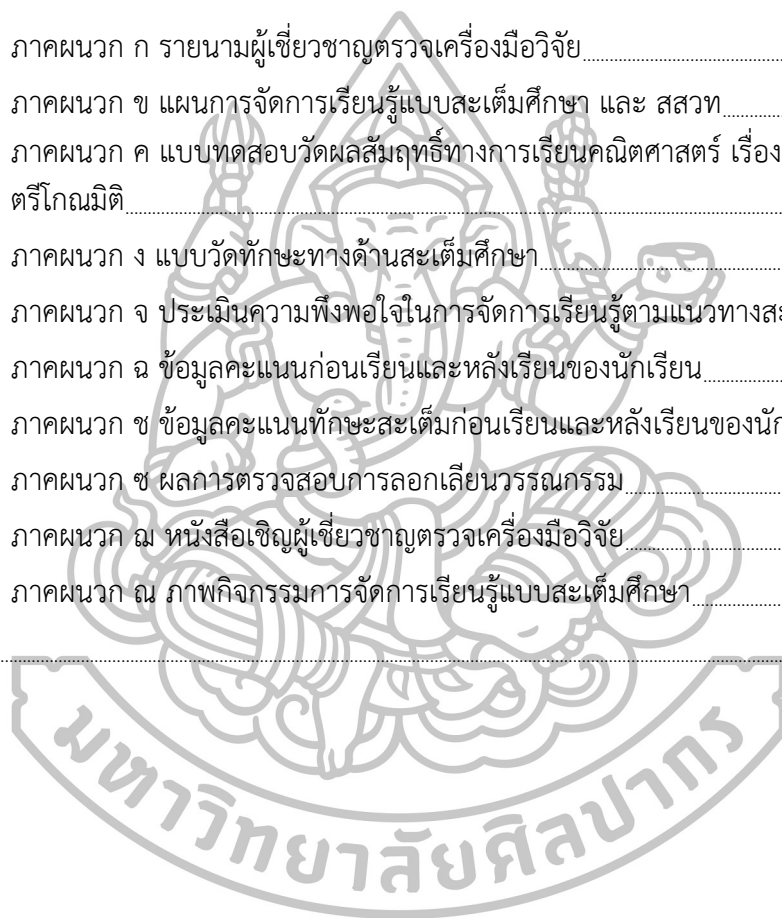 ภาคผนวก ก รายนามผู้เชี่ยวชาญตรวจเครื่องมือวิจัย
ภาคผนวก ข แผนการจัดการเรียนรู้แบบสะเต็มศึกษา และ สสวท
ภาคผนวก ค แบบทดสอบวัดผลสัมฤทธิ์ทางการเรียนคณิตศาสตร์ เรื่อง
ตรีโกณมิติ
ภาคผนวก ง แบบวัดทักษะทางด้านสะเต็มศึกษา
ภาคผนวก จ ประเมินความพึงพอใจในการจัดการเรียนรู้ตามแนวทางสะ
ภาคผนวก ฉ ข้อมูลคะแนนก่อนเรียนและหลังเรียนของนักเรียน
ภาคผนวก ช ข้อมูลคะแนนทักษะสะเต็มก่อนเรียนและหลังเรียนของนัก
ภาคผนวก ซ ผลการตรวจสอบการลอกเลียนวรรณกรรม
ภาคผนวก ฌ หนังสือเชิญผู้เชี่ยวชาญตรวจเครื่องมือวิจัย
ภาคผนวก ณ ภาพกิจกรรมการจัดการเรียนรู้แบบสะเต็มศึกษา
มหาวิทยาลัยศิลปากร